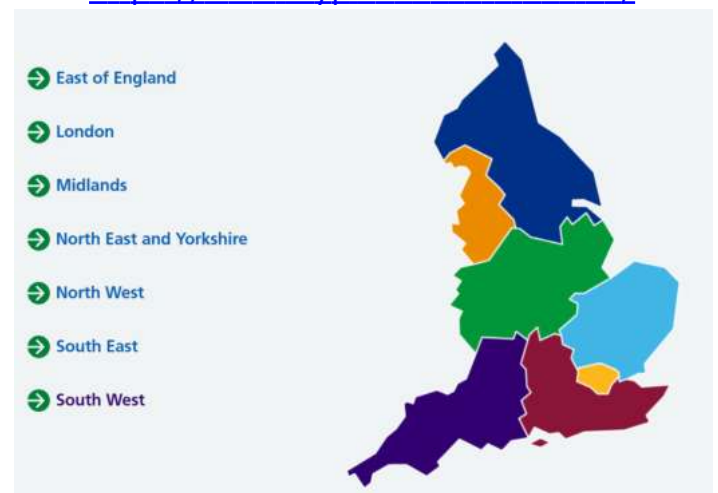 East of England
London
Midlands
North East and Yorkshire
North West
South East
South West